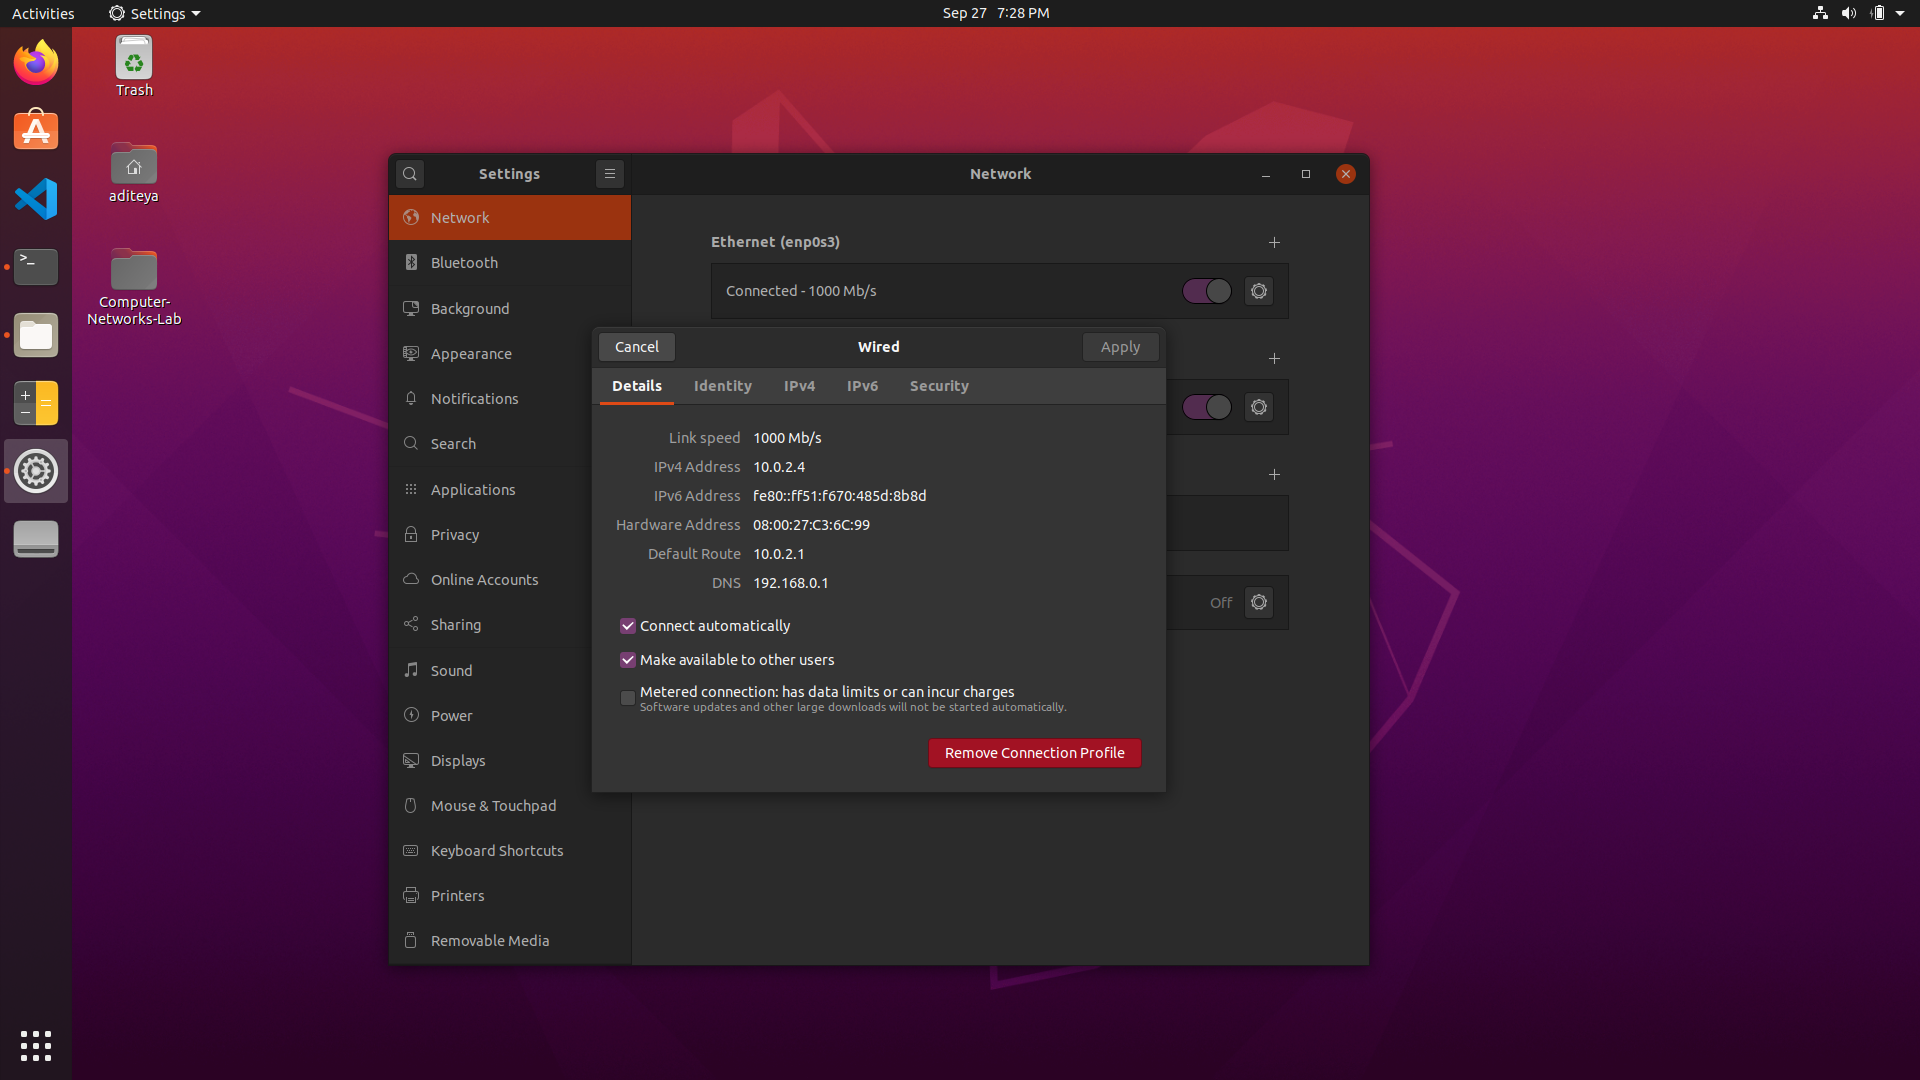 Activities
Settings
Sep 27 7:28 PM
Trash
aditeya
Computer-
Networks-Lab
Settings
Network
Network
Bluetooth
Background
Appearance
Notifications
Search
Applications
Privacy
Online Accounts
Sharing
Sound
Power
Displays
Mouse & Touchpad
Keyboard Shortcuts
Printers
Removable Media
Ethernet (enp0s3)
Connected - 1000 Mb/s
Off
Cancel
Wired
Apply
Details
Identity
IPv4
IPv6
Security
Link speed 1000 Mb/s
IPv4 Address 10.0.2.4
IPv6 Address fe80::ff51:f670:485d:8b8d
Hardware Address 08:00:27:C3:6C:99
Default Route 10.0.2.1
DNS 192.168.0.1
Connect automatically
Make available to other users
Metered connection: has data limits or can incur charges
Software updates and other large downloads will not be started automatically.
Remove Connection Profile